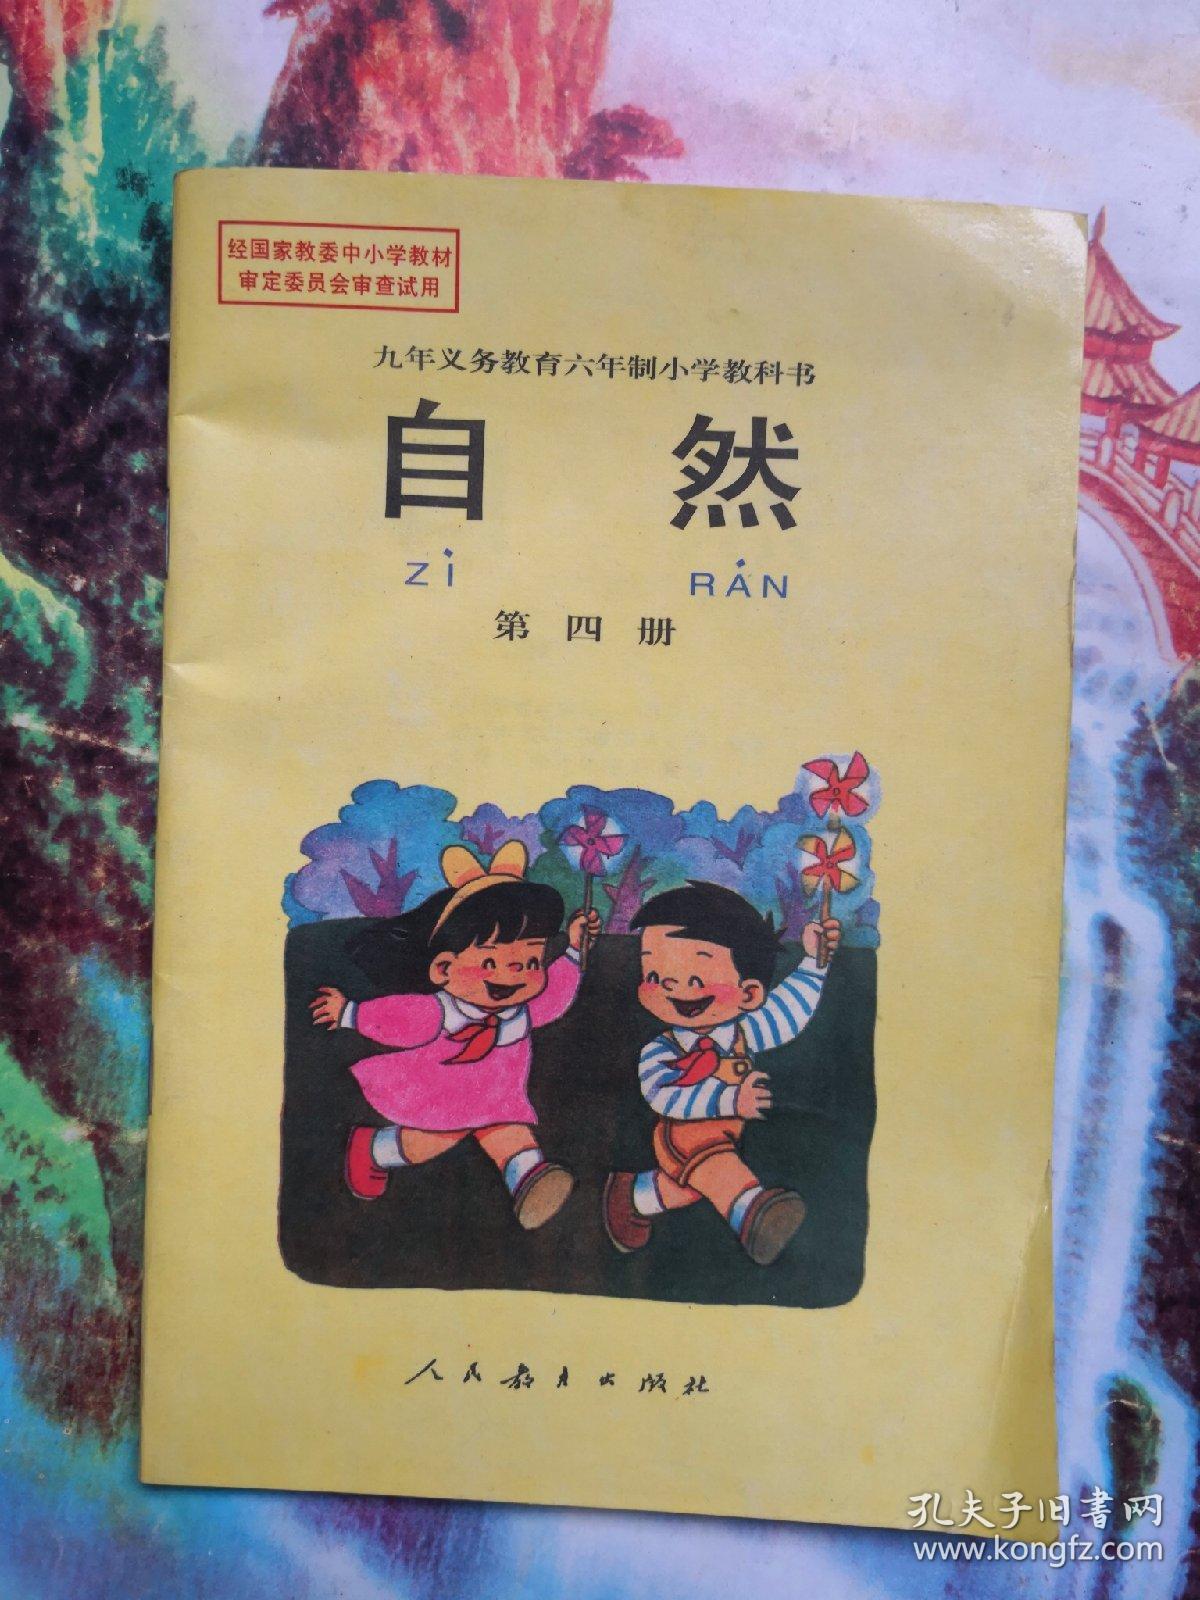 经国家教委中小学教材
审定委员会审查试用
九年义务教育六年制小学教科书
自然
ZÌ RÁN
第四册
人民教育出版社
孔夫子旧书网
www.kongfz.com